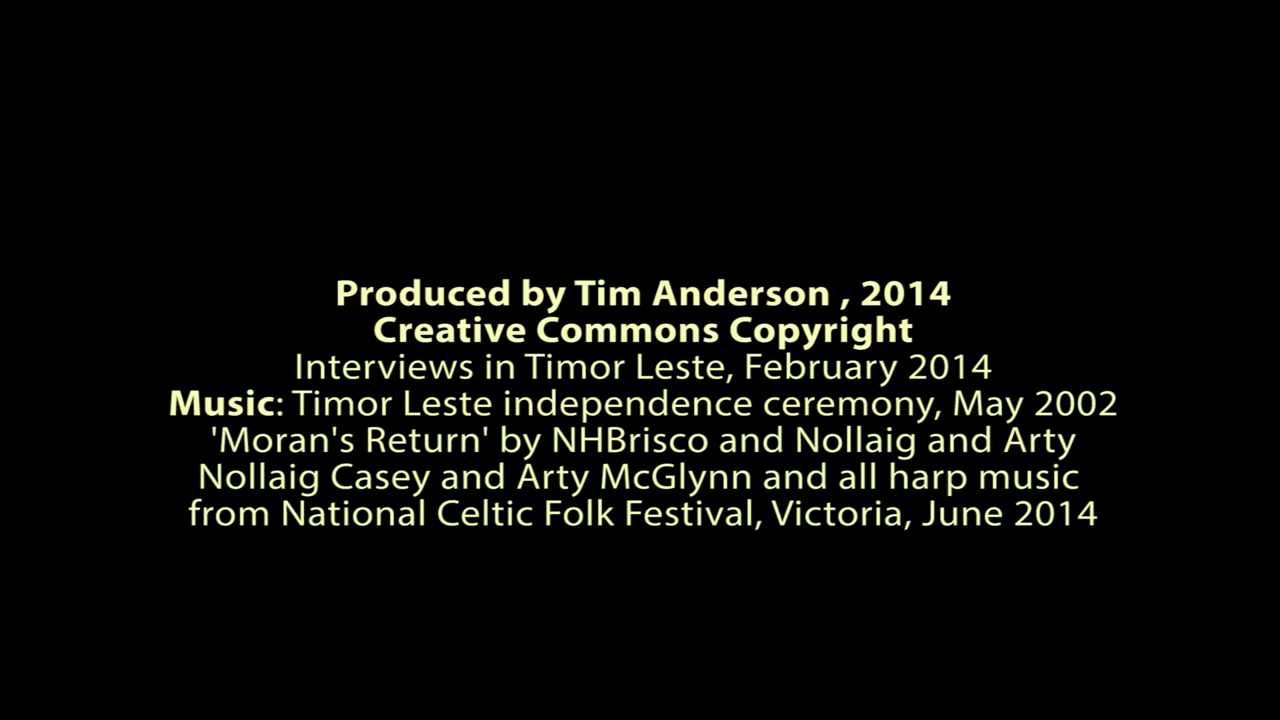 Produced by Tim Anderson , 2014
Creative Commons Copyright
Interviews in Timor Leste, February 2014
Music: Timor Leste independence ceremony, May 2002
'Moran's Return' by NHBrisco and Nollaig and Arty
Nollaig Casey and Arty McGlynn and all harp music
from National Celtic Folk Festival, Victoria, June 2014